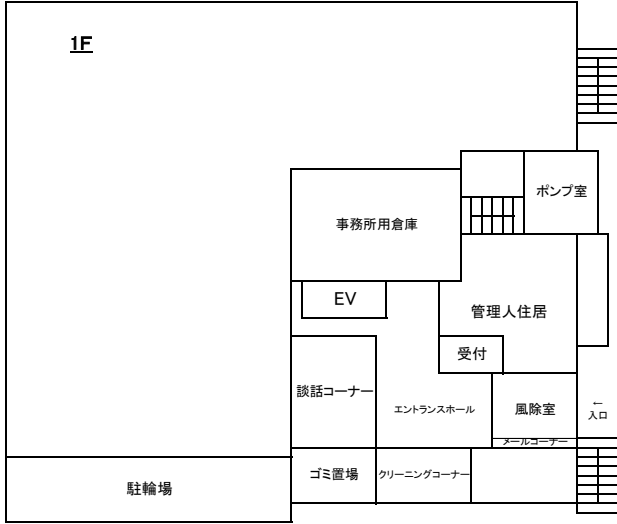 1F
ポンプ室
事務所用倉庫
EV
管理人住居
受付
談話コーナー
エントランスホール
風除室
←
入口
メールコーナー
ゴミ置場
クリーニングコーナー
駐輪場